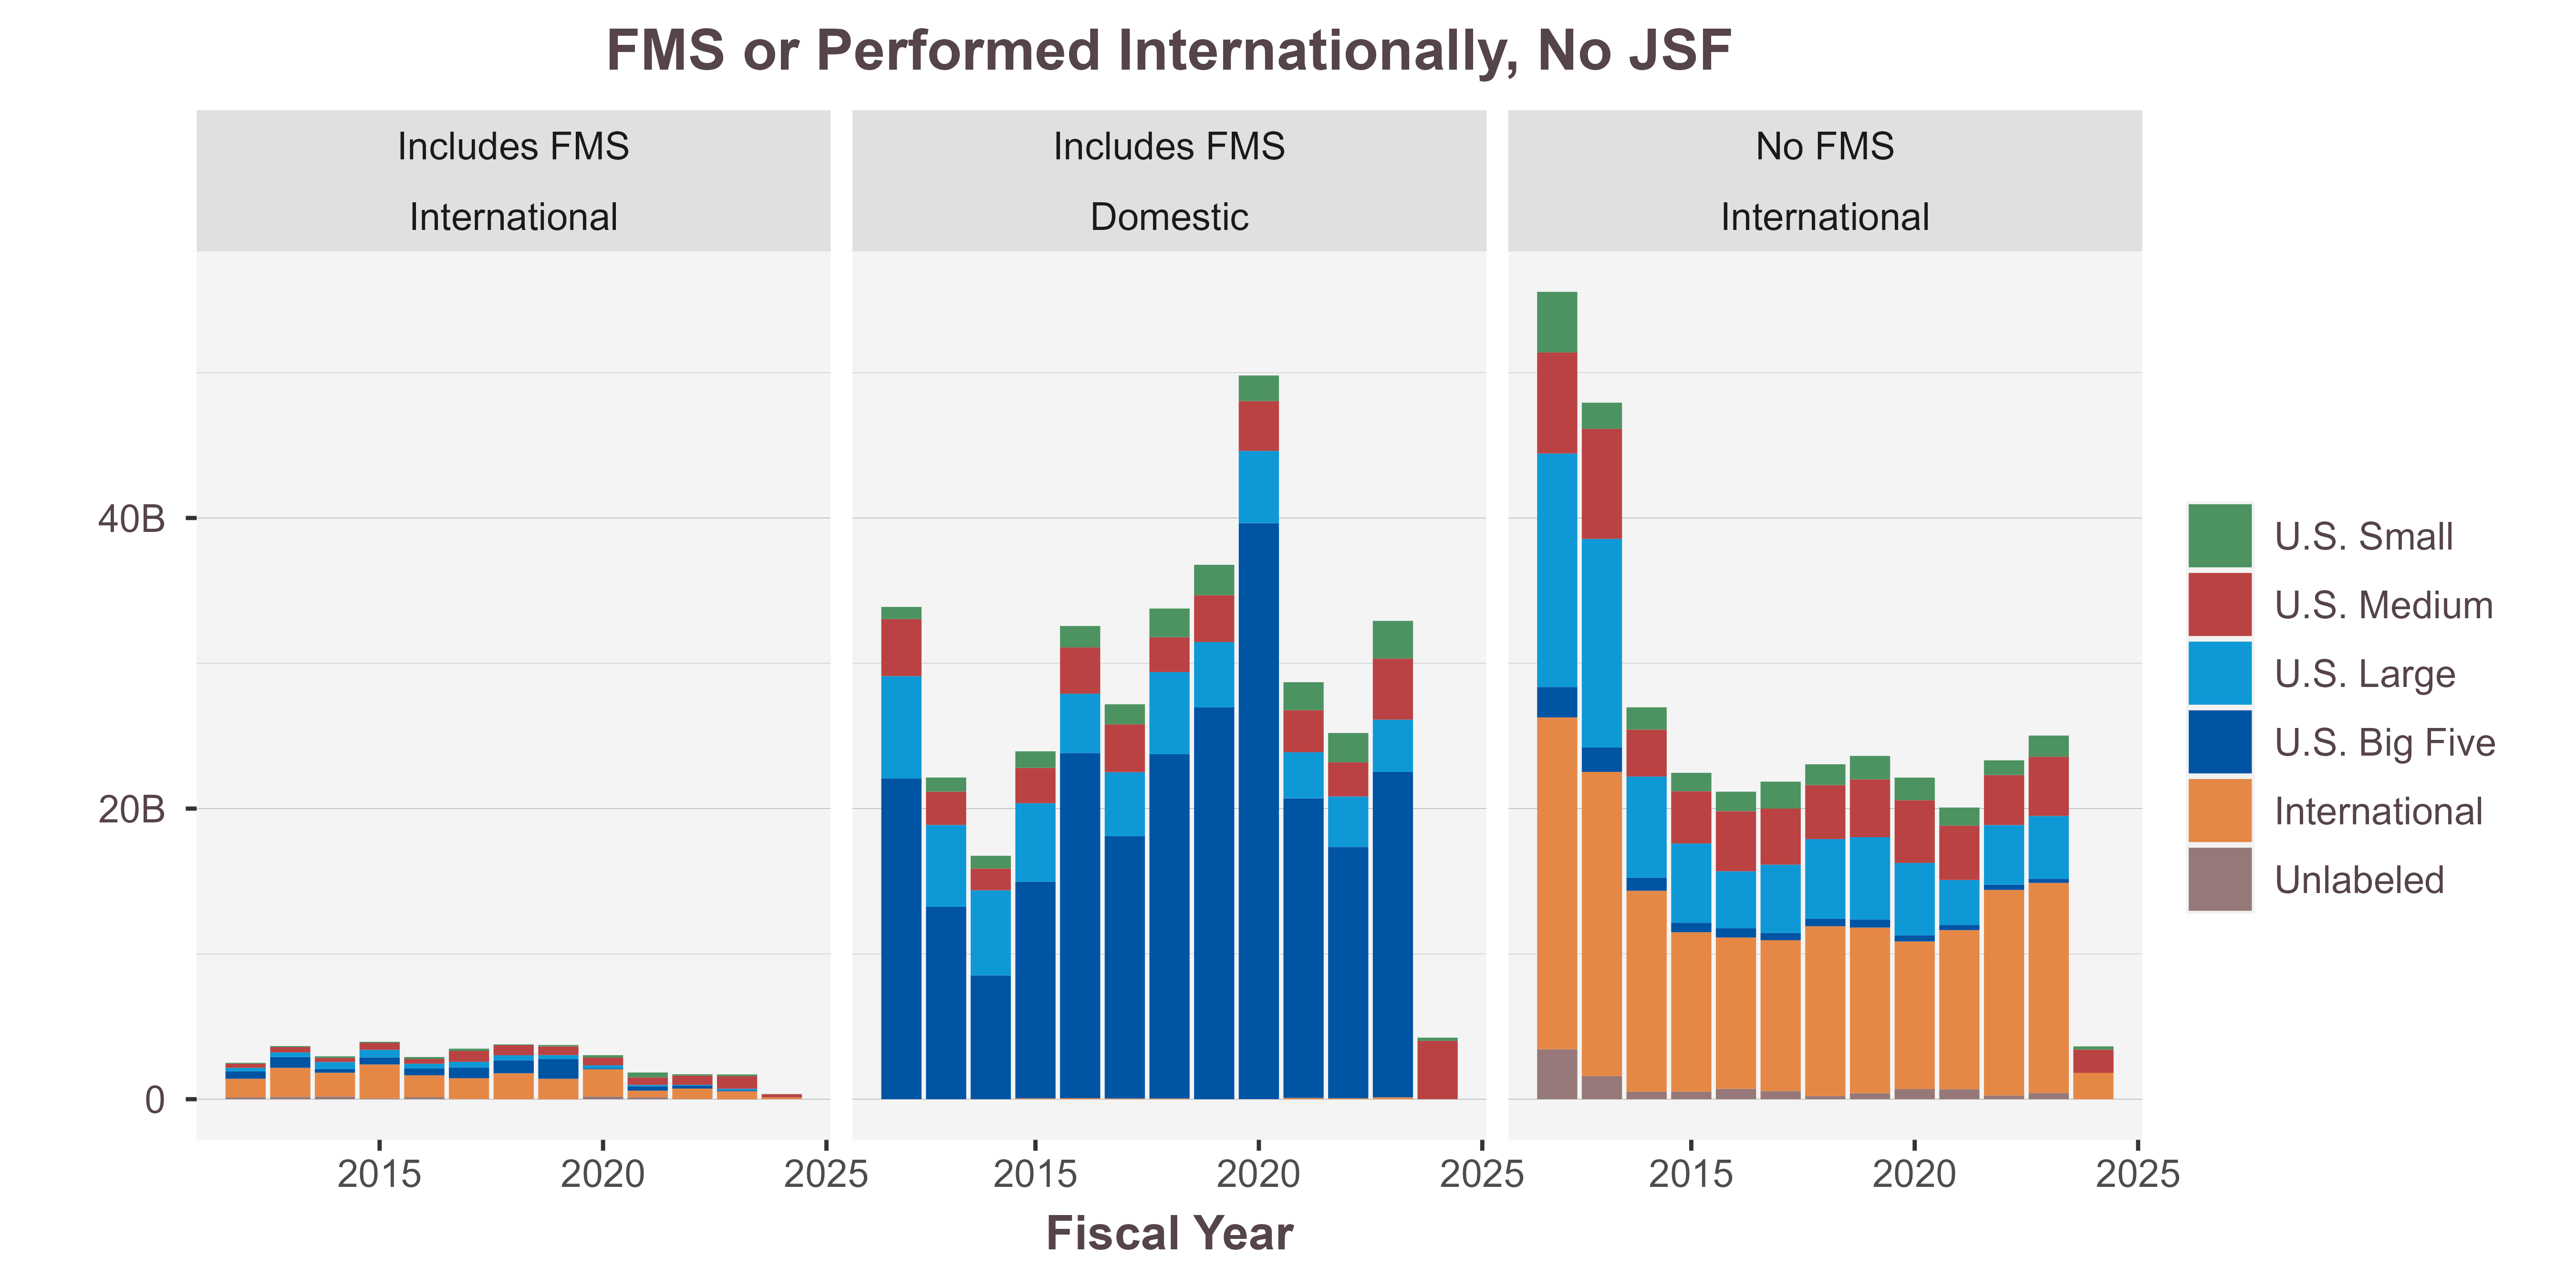 FMS or Performed Internationally, No JSF
Includes FMS
International
Includes FMS
Domestic
No FMS
International
40B
20B
0
2015
2020
2025
2015
2020
2025
2015
2020
2025
Fiscal Year
U.S. Small
U.S. Medium
U.S. Large
U.S. Big Five
International
Unlabeled